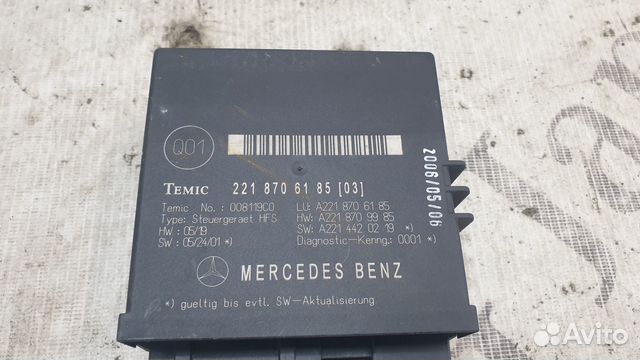 Q01
TEMIC 221 870 61 85 [03]
Temic No.: 008119C0 LU: A221 870 61 85
Type: Steuergeraet HFS HW: A221 870 99 85
HW: 05/19 SW: A221 442 02 19 *)
SW: 05/24/01 *) Diagnostic-Kenng.: 0001 *)
MERCEDES BENZ
*) gueltig bis evtl. SW-Aktualisierung
2006/05/06
Avito